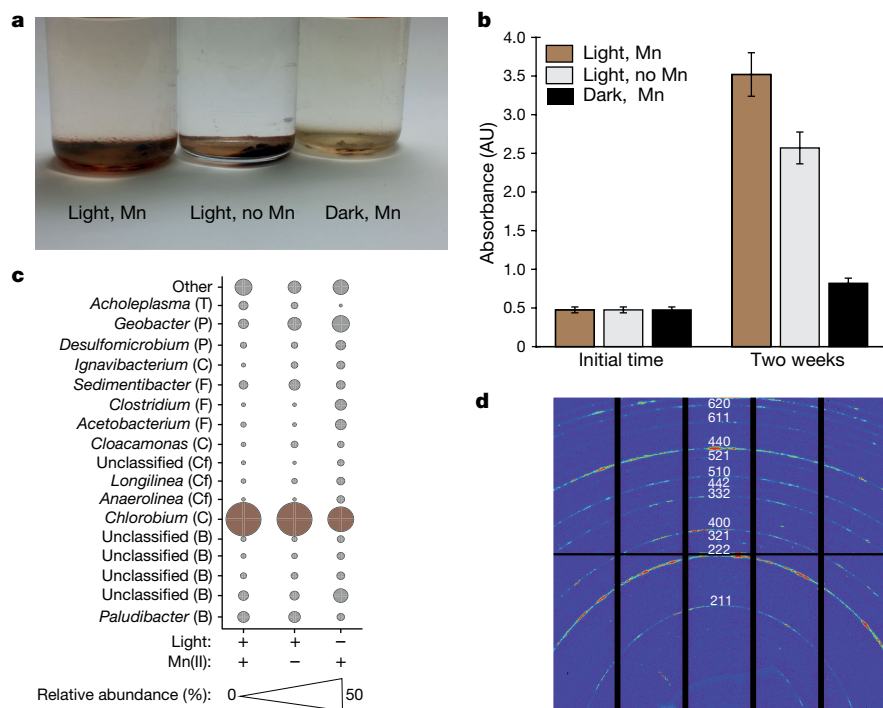 a
Light, Mn
Light, no Mn
Dark, Mn
b
Absorbance (AU)
4.0
3.5
3.0
2.5
2.0
1.5
1.0
0.5
0
Light, Mn
Light, no Mn
Dark, Mn
Initial time
Two weeks
c
Other
Acholeplasma (T)
Geobacter (P)
Desulfomicrobium (P)
Ignavibacterium (C)
Sedimentibacter (F)
Clostridium (F)
Acetobacterium (F)
Cloacamonas (C)
Unclassified (Cf)
Longilinea (Cf)
Anaerolinea (Cf)
Chlorobium (C)
Unclassified (B)
Unclassified (B)
Unclassified (B)
Unclassified (B)
Paludibacter (B)
Light: + + −
Mn(II): + − +
Relative abundance (%): 0 50
d
620
611
440
521
510
442
332
400
321
222
211